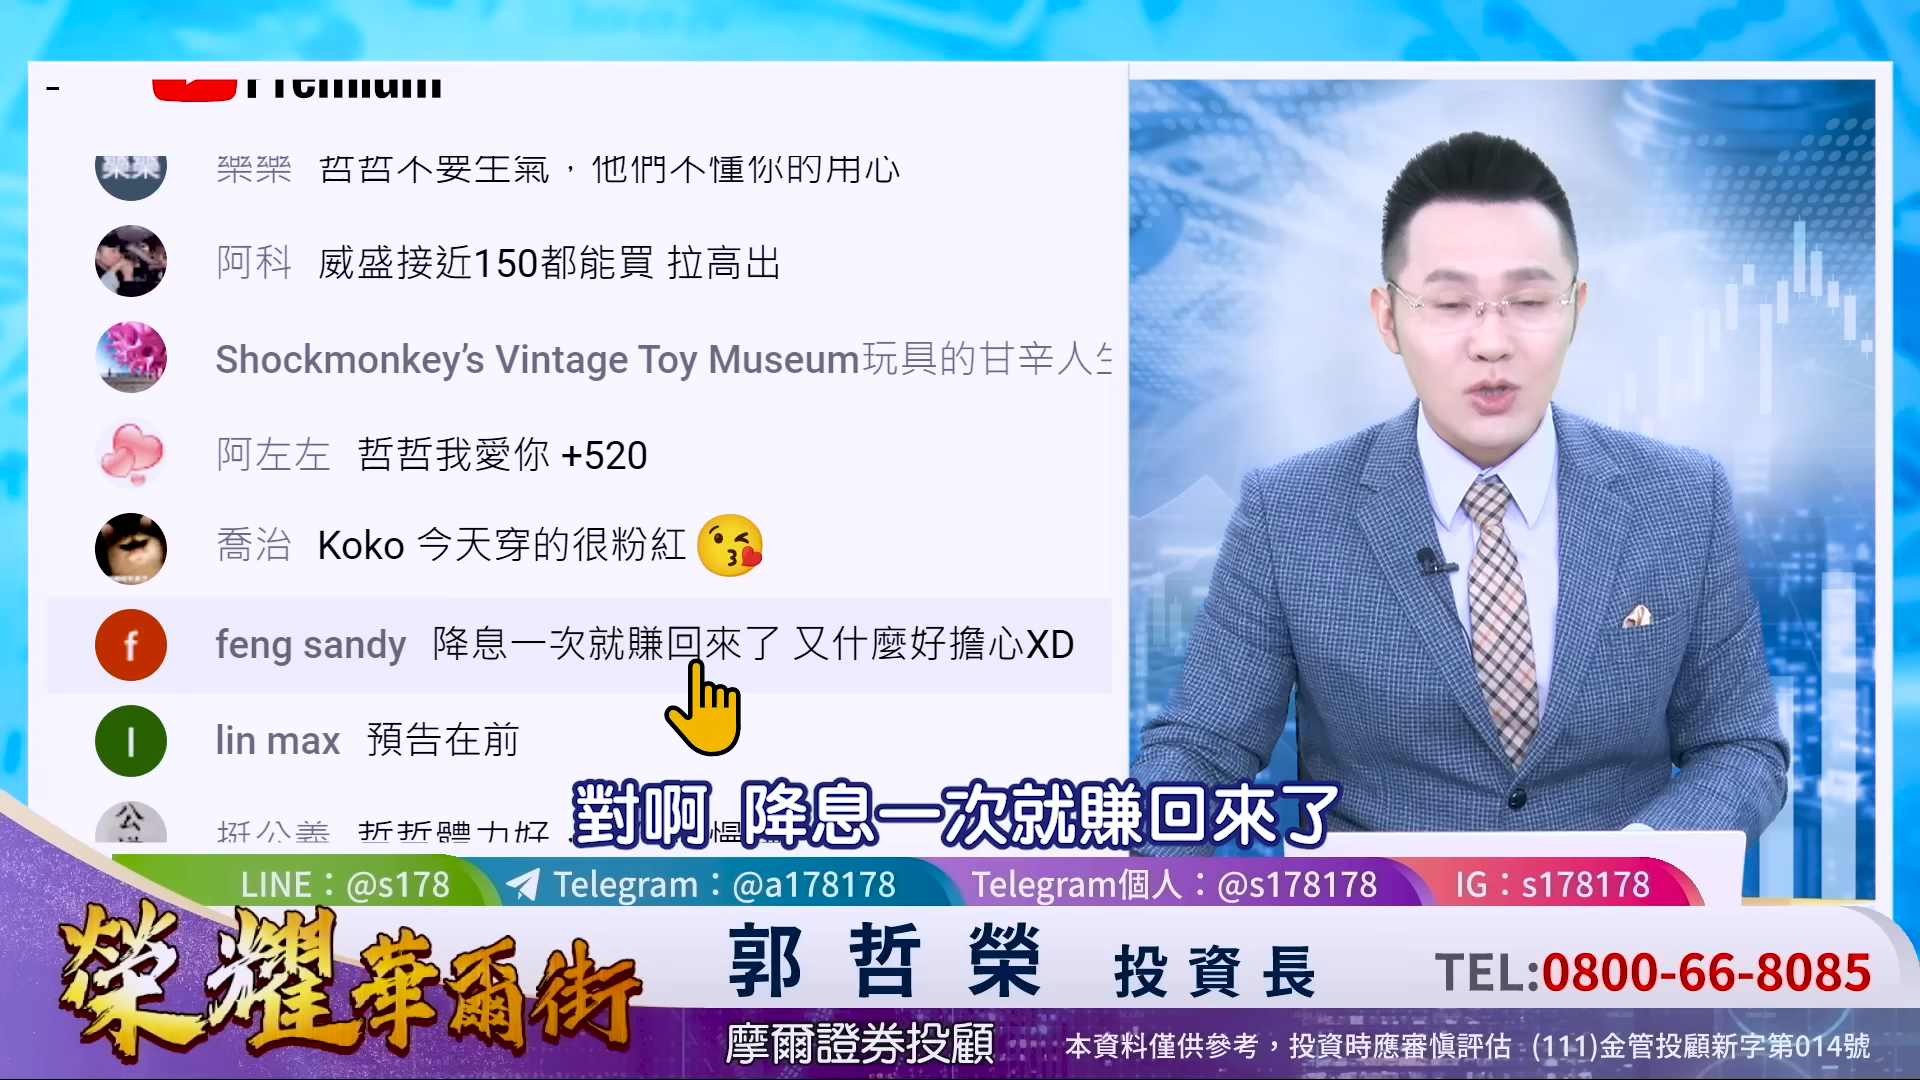 Premium
樂樂 哲哲不要生氣，他們不懂你的用心
阿科 威盛接近150都能買 拉高出
Shockmonkey’s Vintage Toy Museum玩具的甘辛人生
阿左左 哲哲我愛你 +520
喬治 Koko 今天穿的很粉紅
f feng sandy 降息一次就賺回來了 又什麼好擔心XD
l lin max 預告在前
挺公義 哲哲體力好
對啊 降息一次就賺回來了
LINE：@s178 Telegram：@a178178 Telegram個人：@s178178 IG：s178178
榮耀華爾街
郭哲榮 投資長
TEL:0800-66-8085
摩爾證券投顧
本資料僅供參考，投資時應審慎評估 (111)金管投顧新字第014號